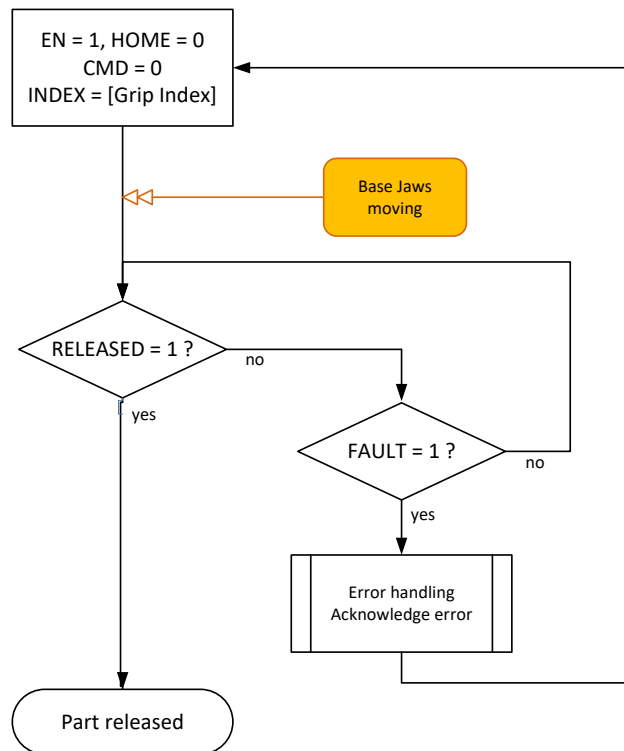 EN = 1, HOME = 0
CMD = 0
INDEX = [Grip Index]
Base Jaws
moving
RELEASED = 1 ?
no
yes
FAULT = 1 ?
no
yes
Error handling
Acknowledge error
Part released